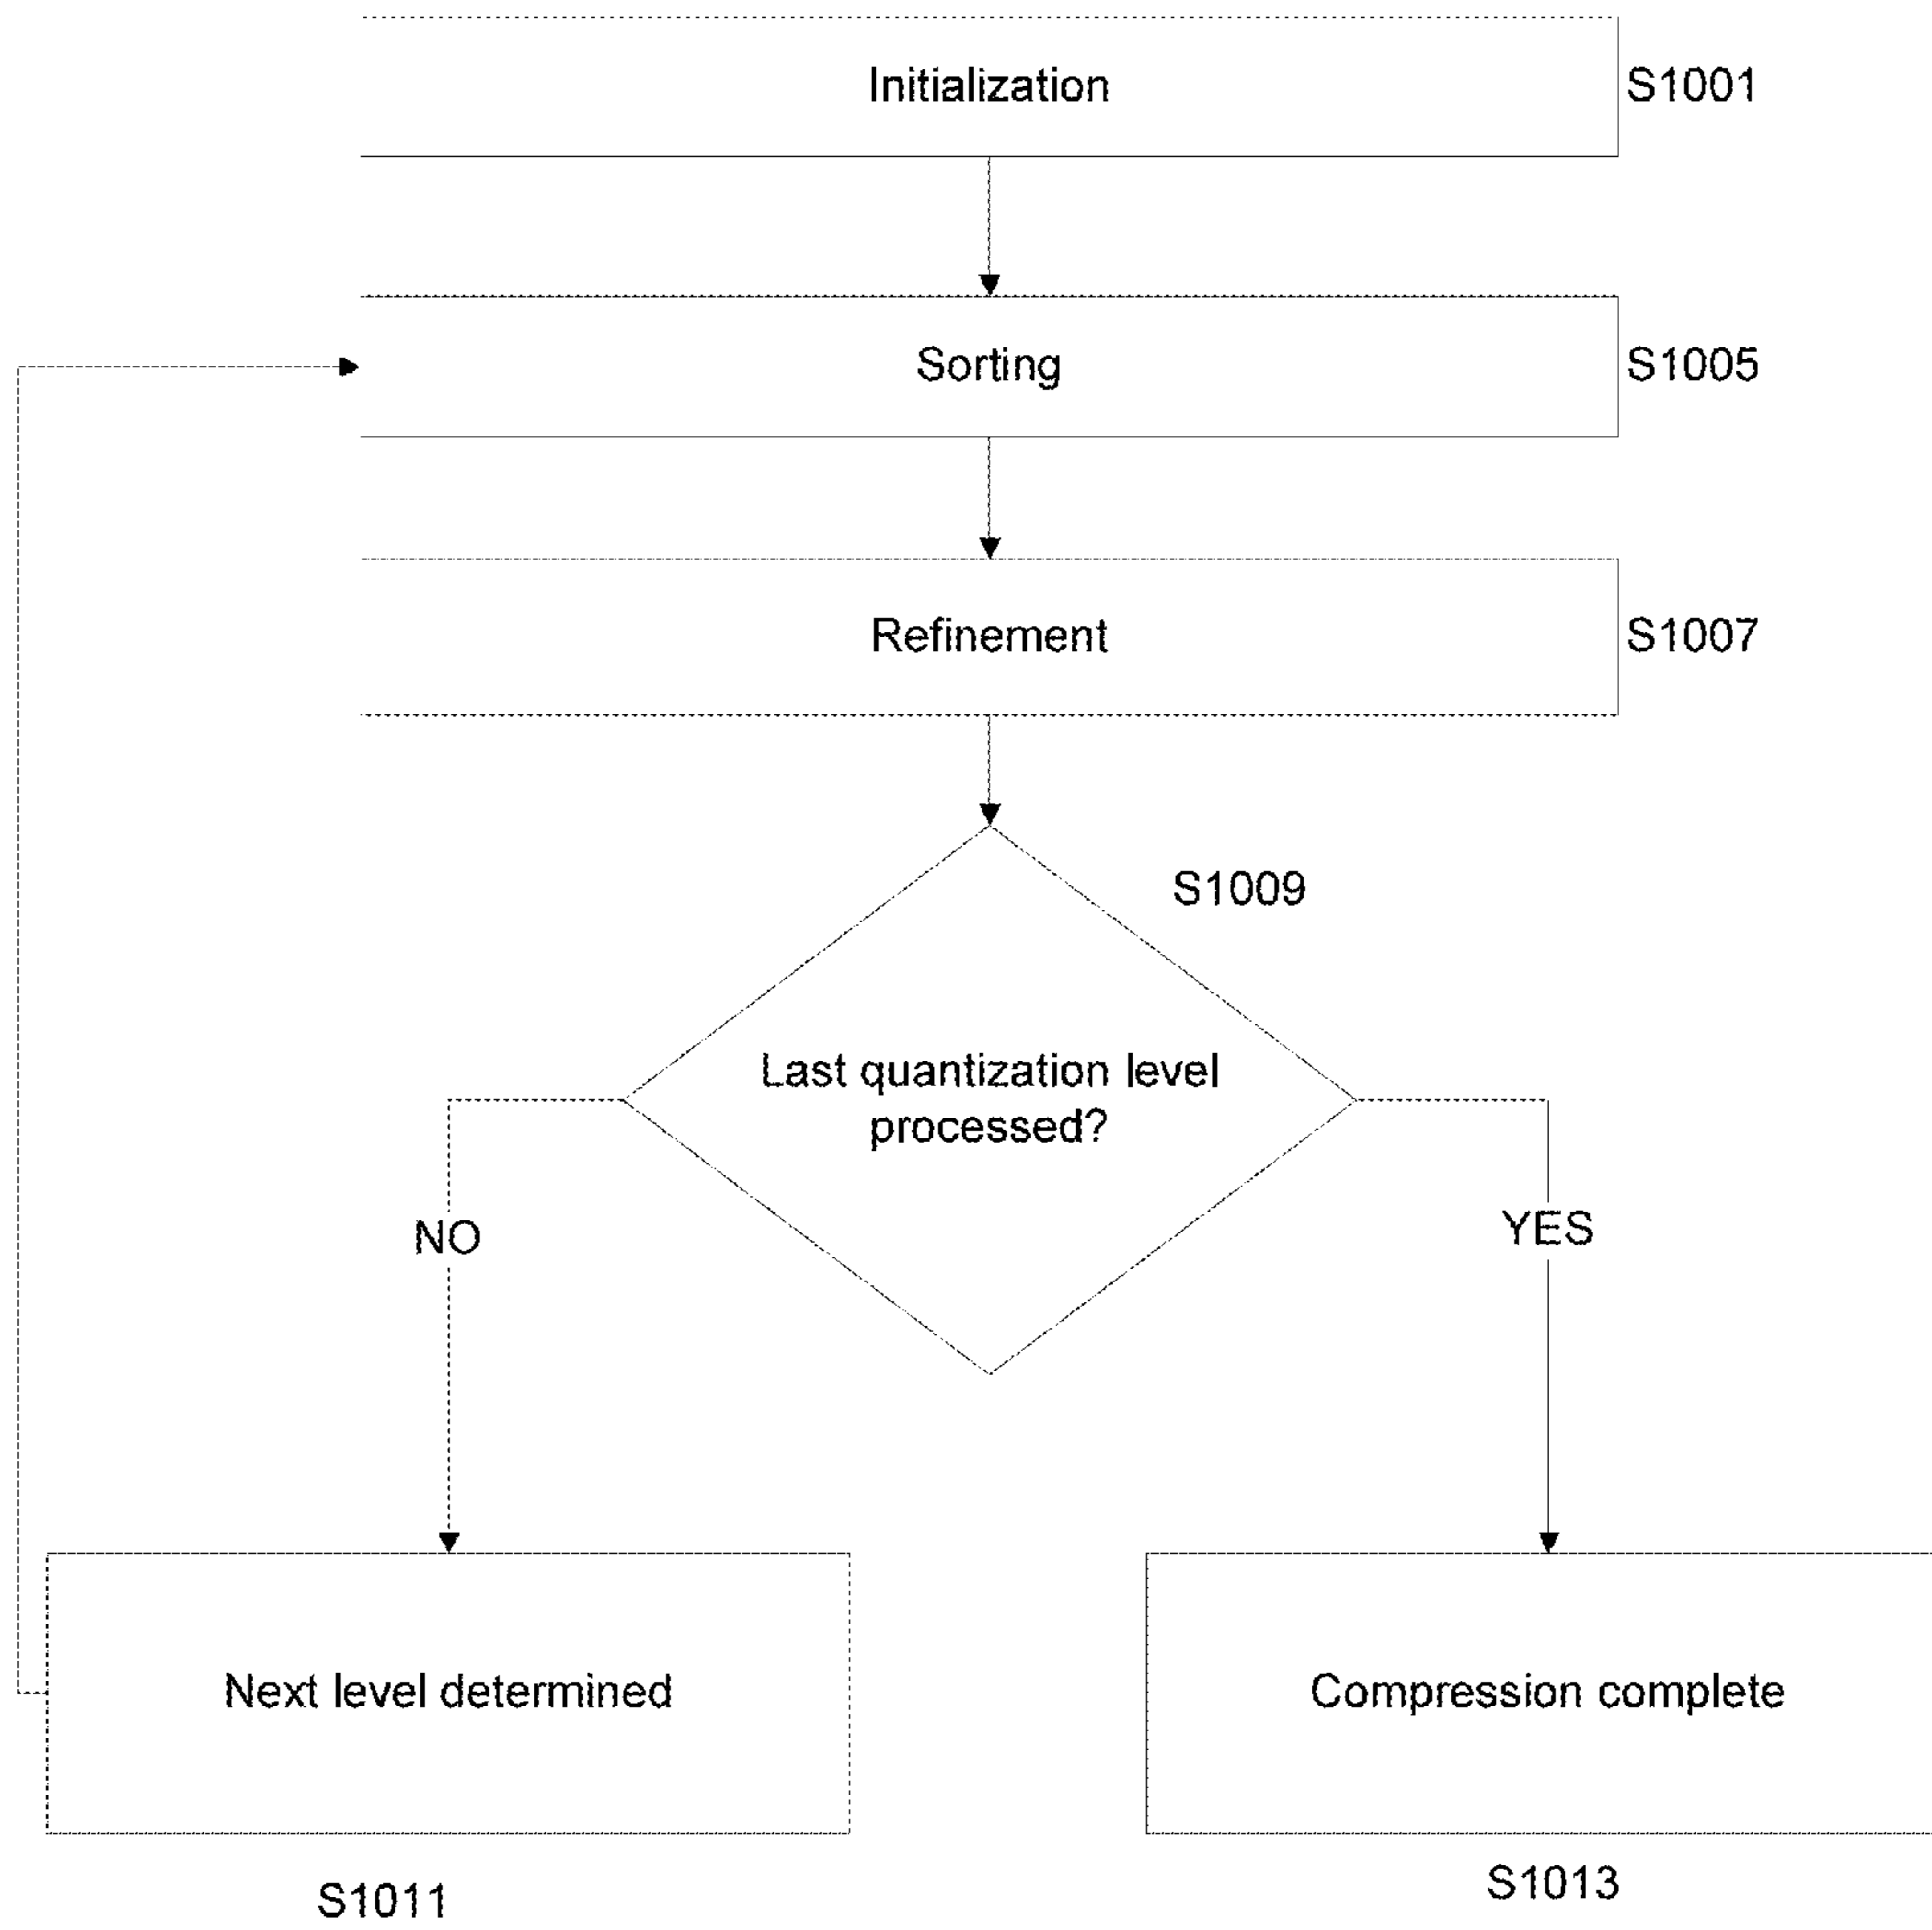 Initialization
S1001
Sorting
S1005
Refinement
S1007
S1009
Last quantization level
processed?
NO
YES
Next level determined
Compression complete
S1011
S1013